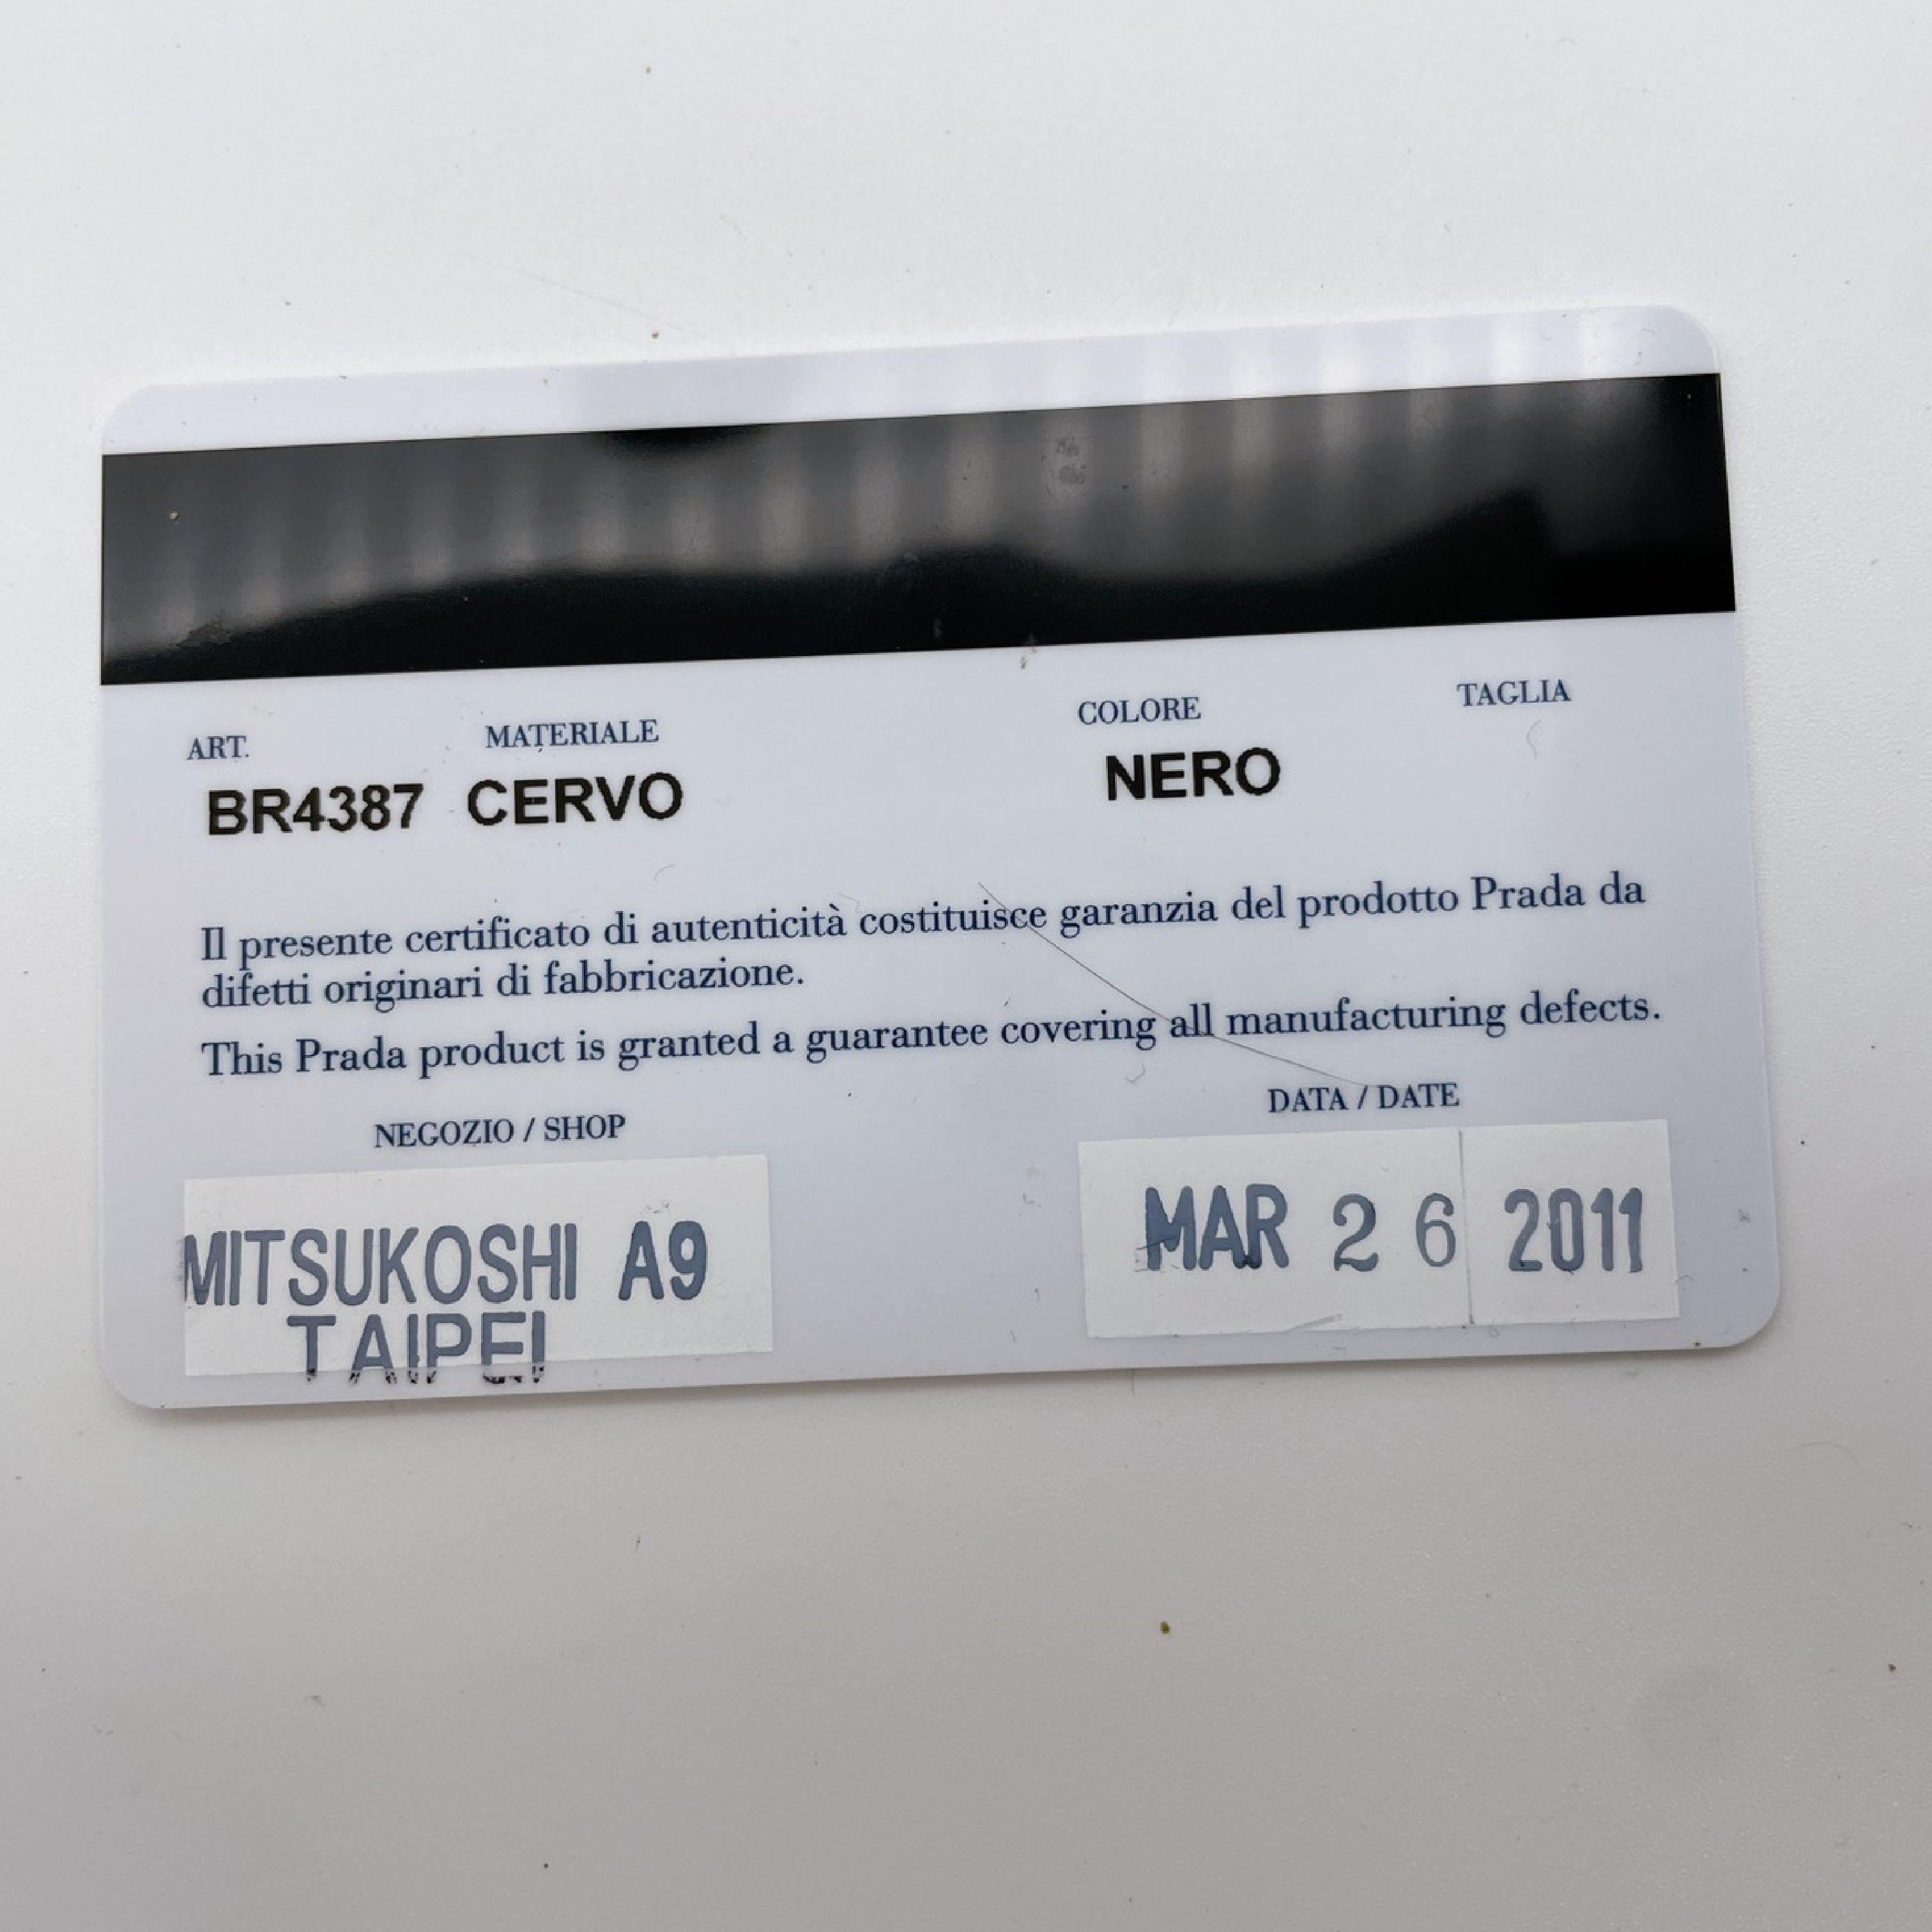 ART. MATERIALE COLORE TAGLIA
BR4387 CERVO NERO
Il presente certificato di autenticità costituisce garanzia del prodotto Prada da
difetti originari di fabbricazione.
This Prada product is granted a guarantee covering all manufacturing defects.
NEGOZIO / SHOP DATA / DATE
MITSUKOSHI A9 MAR 26 2011
TAIPEI